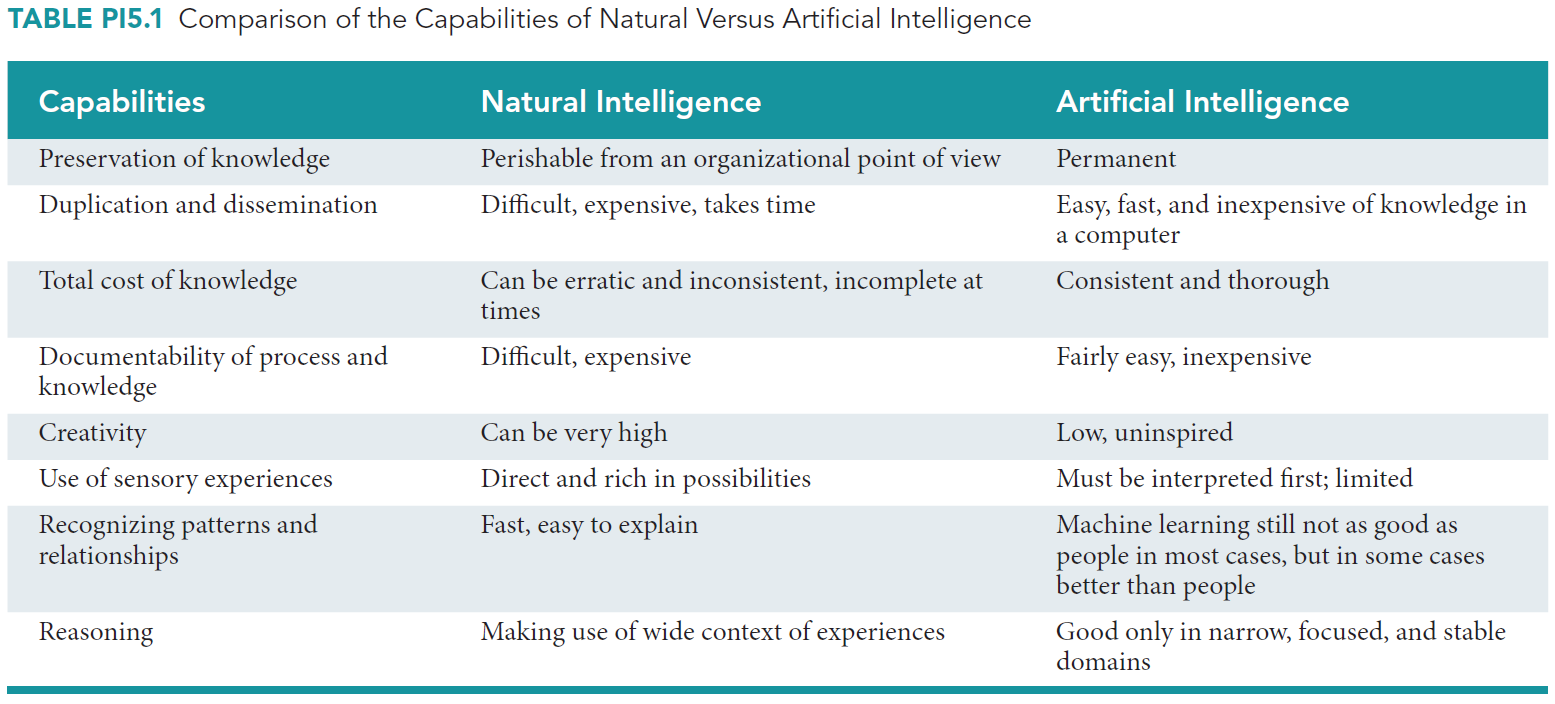 TABLE PI5.1 Comparison of the Capabilities of Natural Versus Artificial Intelligence
Capabilities Natural Intelligence Artificial Intelligence
Preservation of knowledge Perishable from an organizational point of view Permanent
Duplication and dissemination Difficult, expensive, takes time Easy, fast, and inexpensive of knowledge in
a computer
Total cost of knowledge Can be erratic and inconsistent, incomplete at Consistent and thorough
times
Documentability of process and Difficult, expensive Fairly easy, inexpensive
knowledge
Creativity Can be very high Low, uninspired
Use of sensory experiences Direct and rich in possibilities Must be interpreted first; limited
Recognizing patterns and Fast, easy to explain Machine learning still not as good as
relationships people in most cases, but in some cases
better than people
Reasoning Making use of wide context of experiences Good only in narrow, focused, and stable
domains